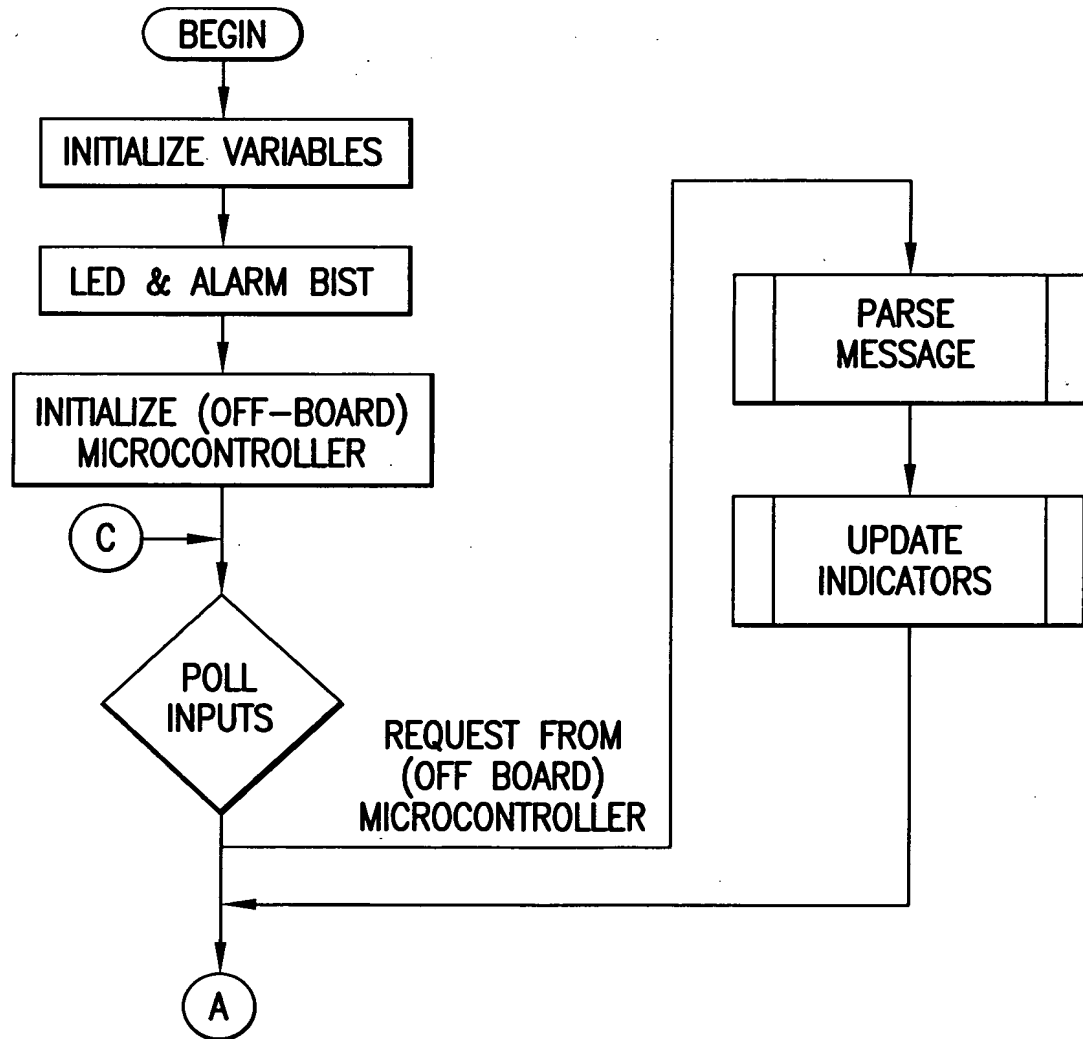 BEGIN
INITIALIZE VARIABLES
LED & ALARM BIST
INITIALIZE (OFF-BOARD)
MICROCONTROLLER
C
POLL
INPUTS
REQUEST FROM
(OFF BOARD)
MICROCONTROLLER
A
PARSE
MESSAGE
UPDATE
INDICATORS